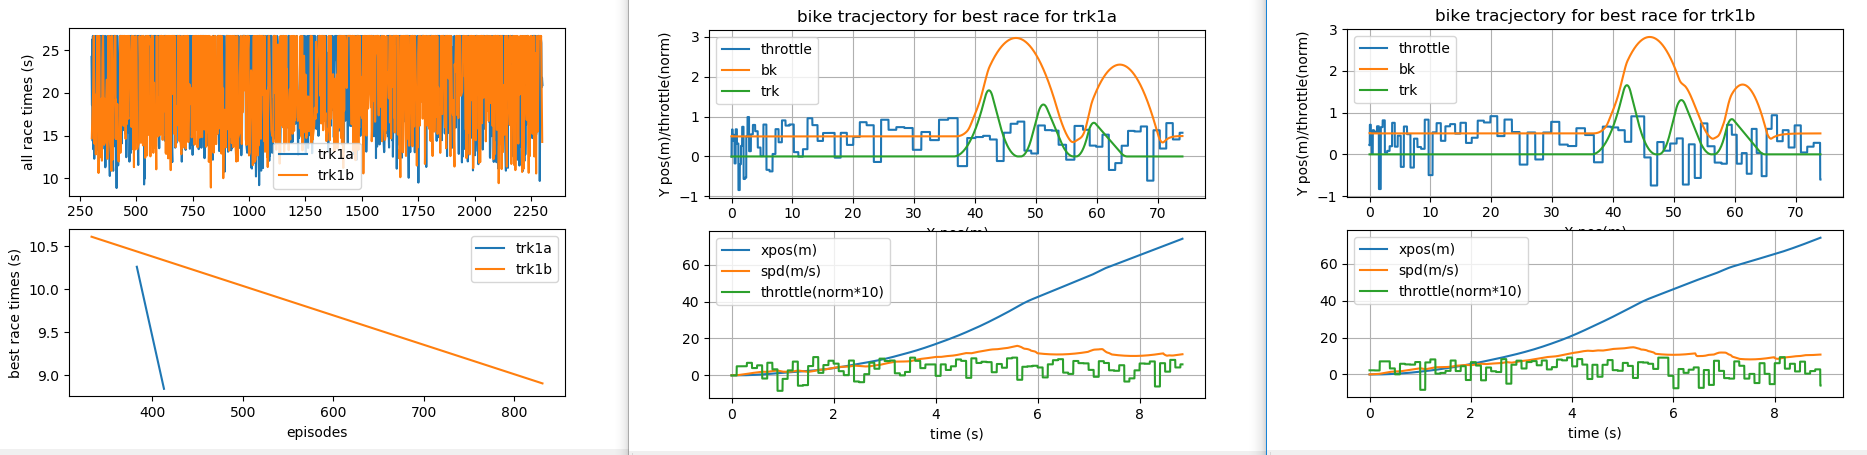 all race times (s)
25
20
15
10
trk1a
trk1b
250 500 750 1000 1250 1500 1750 2000 2250
best race times (s)
10.5
10.0
9.5
9.0
trk1a
trk1b
400 500 600 700 800
episodes
bike tracjectory for best race for trk1a
Y pos(m)/throttle(norm)
3
2
1
0
−1
throttle
bk
trk
0 10 20 30 40 50 60 70
X pos(m)
60
40
20
0
xpos(m)
spd(m/s)
throttle(norm*10)
0 2 4 6 8
time (s)
bike tracjectory for best race for trk1b
Y pos(m)/throttle(norm)
3
2
1
0
−1
throttle
bk
trk
0 10 20 30 40 50 60 70
X pos(m)
60
40
20
0
xpos(m)
spd(m/s)
throttle(norm*10)
0 2 4 6 8
time (s)